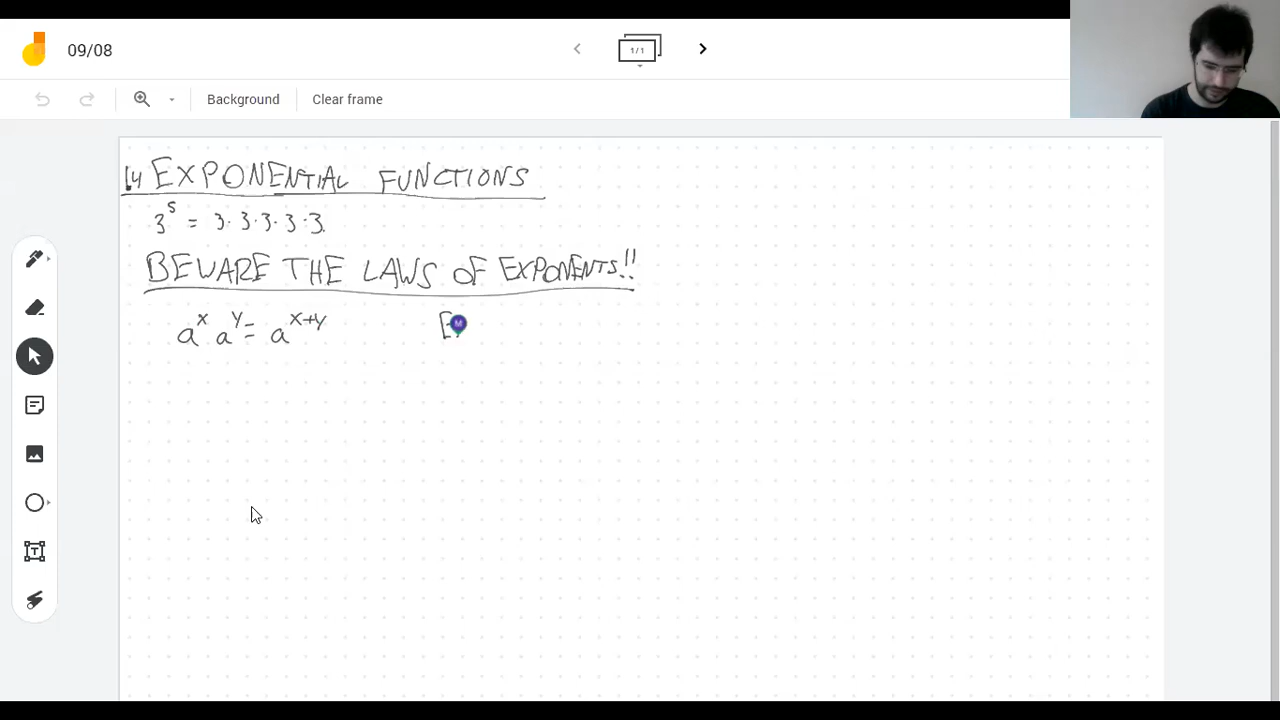 09/08
1/1
Background
Clear frame
1.4 EXPONENTIAL FUNCTIONS
3^5 = 3·3·3·3·3.
BEWARE THE LAWS OF EXPONENTS!!
a^x a^y = a^(x+y)
M